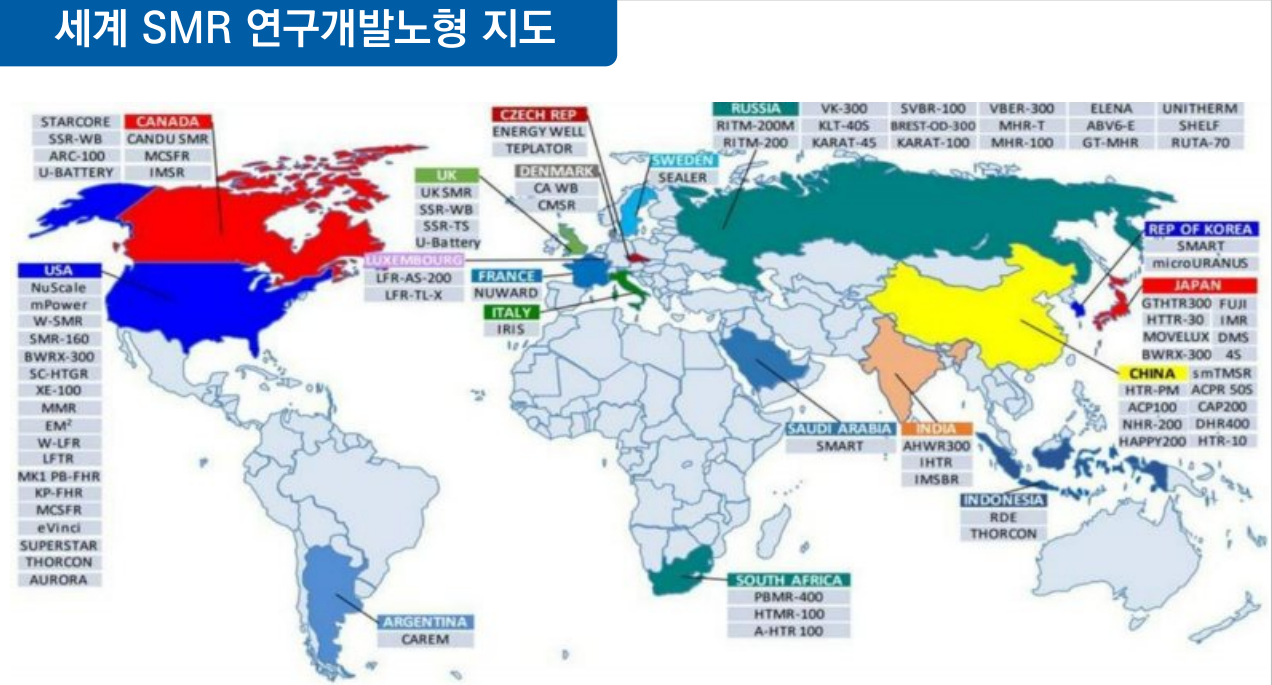 세계 SMR 연구개발노형 지도
STARCORE CANADA
SSR-WB CANDU SMR
ARC-100 MCSFR
U-BATTERY IMSR
CZECH REP
ENERGY WELL
TEPLATOR
RUSSIA VK-300 SVBR-100 VBER-300 ELENA UNITHERM
RITM-200M KLT-40S BREST-OD-300 MHR-T ABV6-E SHELF
RITM-200 KARAT-45 KARAT-100 MHR-100 GT-MHR RUTA-70
SWEDEN
SEALER
DENMARK
CA WB
CMSR
UK
UK SMR
SSR-WB
SSR-TS
U-Battery
LUXEMBOURG
LFR-AS-200
LFR-TL-X
FRANCE
NUWARD
ITALY
IRIS
USA
NuScale
mPower
W-SMR
SMR-160
BWRX-300
SC-HTGR
XE-100
MMR
EM²
W-LFR
LFTR
MK1 PB-FHR
KP-FHR
MCSFR
eVinci
SUPERSTAR
THORCON
AURORA
REP OF KOREA
SMART
microURANUS
JAPAN
GTHTR300 FUJI
HTTR-30 IMR
MOVELUX DMS
BWRX-300 4S
CHINA smTMSR
HTR-PM ACPR 50S
ACP100 CAP200
NHR-200 DHR400
HAPPY200 HTR-10
SAUDI ARABIA
SMART
INDIA
AHWR300
IHTR
IMSBR
INDONESIA
RDE
THORCON
SOUTH AFRICA
PBMR-400
HTMR-100
A-HTR 100
ARGENTINA
CAREM